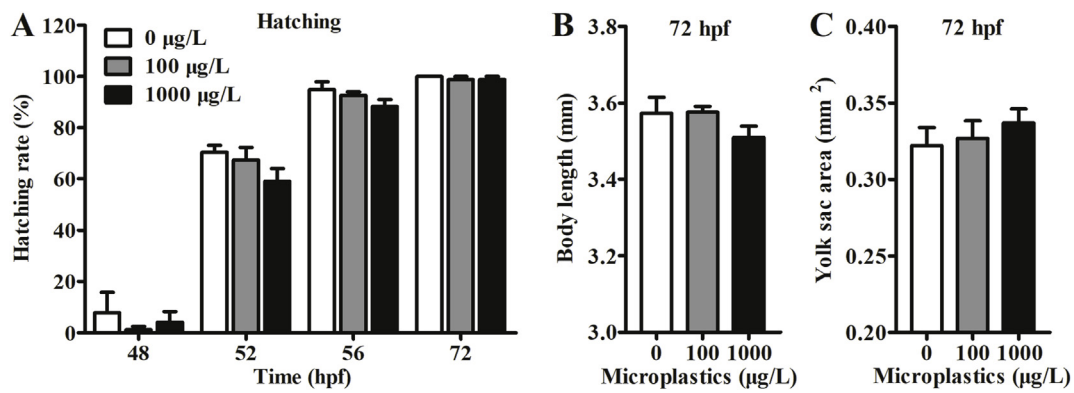 A
Hatching
0 µg/L
100 µg/L
1000 µg/L
Hatching rate (%)
120
100
80
60
40
20
0
48 52 56 72
Time (hpf)
B
72 hpf
Body length (mm)
3.8
3.6
3.4
3.2
3.0
0 100 1000
Microplastics (µg/L)
C
72 hpf
Yolk sac area (mm²)
0.40
0.35
0.30
0.25
0.20
0 100 1000
Microplastics (µg/L)